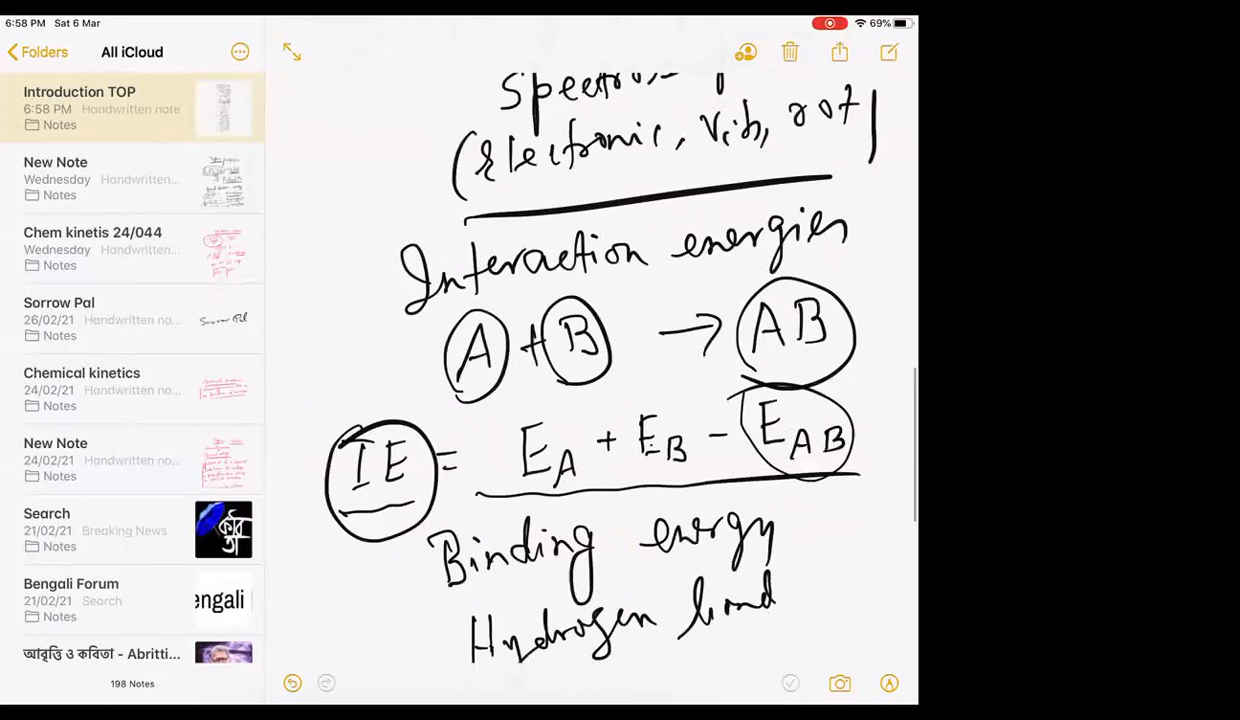 6:58 PM Sat 6 Mar
69%
Folders
All iCloud
Introduction TOP
6:58 PM Handwritten note
Notes
New Note
Wednesday Handwritten...
Notes
Chem kinetis 24/044
Wednesday Handwritten...
Notes
Sorrow Pal
26/02/21 Handwritten no...
Notes
Chemical kinetics
24/02/21 Handwritten no...
Notes
New Note
24/02/21 Handwritten no...
Notes
Search
21/02/21 Breaking News
Notes
Bengali Forum
21/02/21 Search
Notes
engali
আবৃত্তি ও কবিতা - Abritti...
198 Notes
(Electronic, Vib, rot)
Interaction energies
A + B → AB
IE = E_A + E_B - E_AB
Binding energy
Hydrogen bond